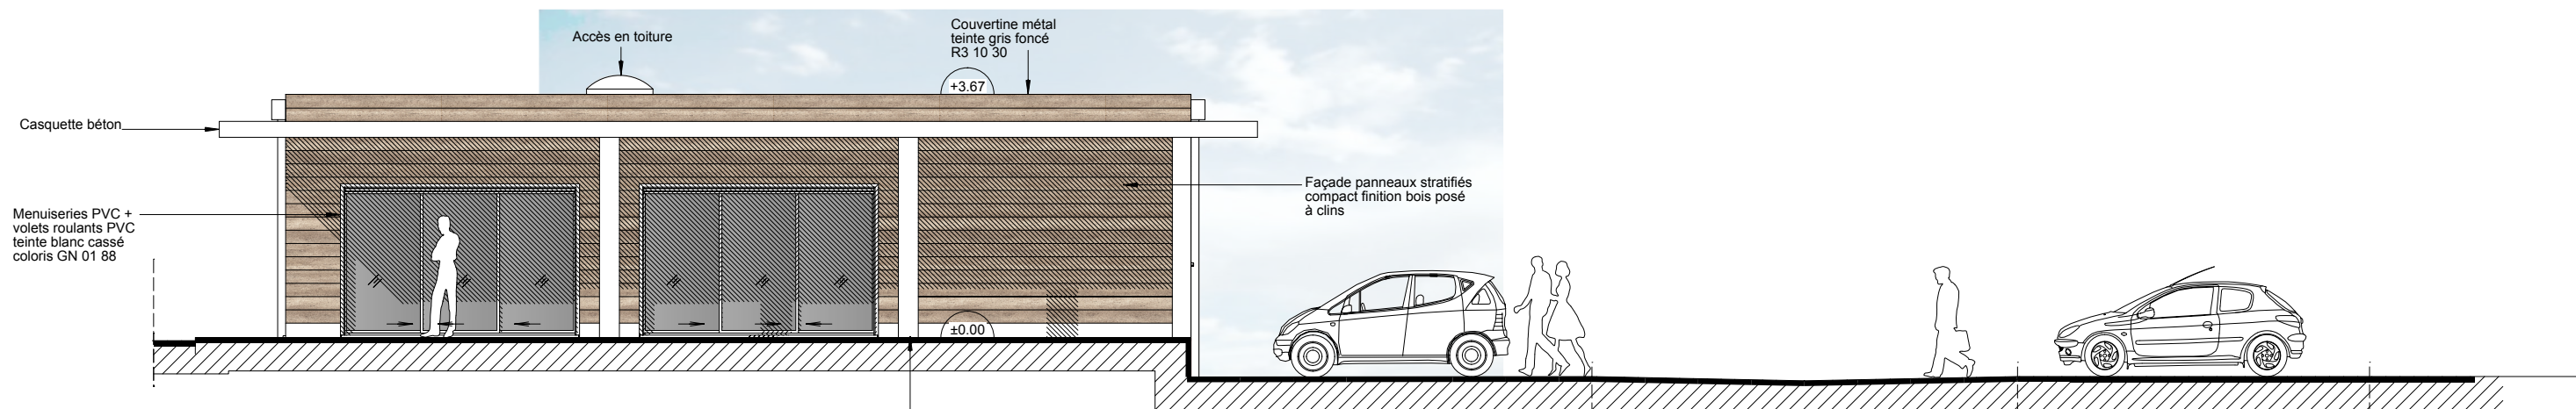 Accès en toiture
Couvertine métal
teinte gris foncé
R3 10 30
+3.67
Casquette béton
Façade panneaux stratifiés
compact finition bois posé
à clins
Menuiseries PVC +
volets roulants PVC
teinte blanc cassé
coloris GN 01 88
±0.00